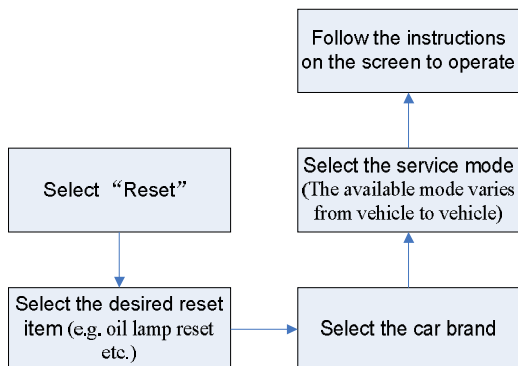 Select “Reset”
Select the desired reset
item (e.g. oil lamp reset
etc.)
Select the car brand
Select the service mode
(The available mode varies
from vehicle to vehicle)
Follow the instructions
on the screen to operate